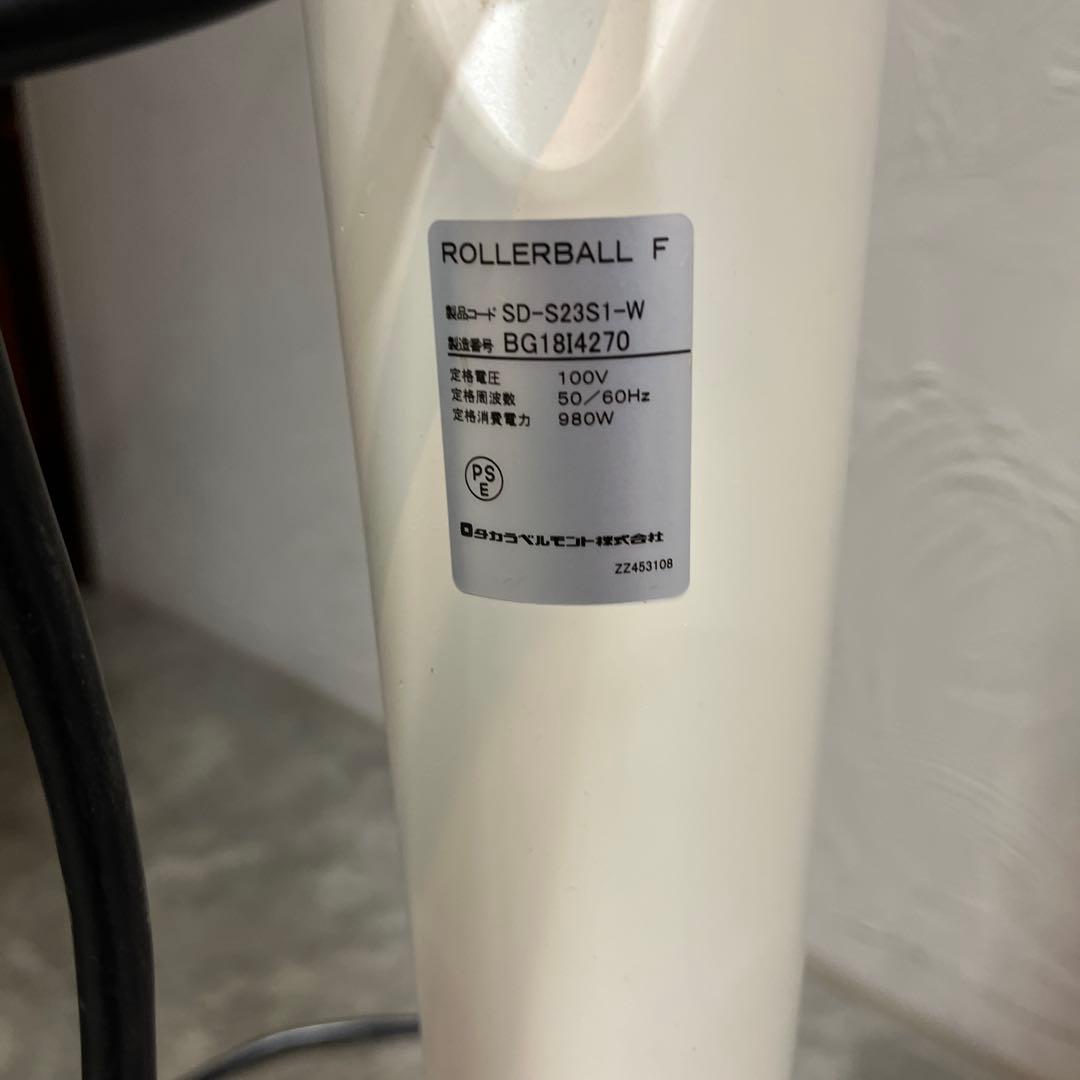 ROLLERBALL F
製品コード SD-S23S1-W
製造番号 BG18I4270
定格電圧 100V
定格周波数 50/60Hz
定格消費電力 980W
PS
E
タカラベルモント株式会社
ZZ453108